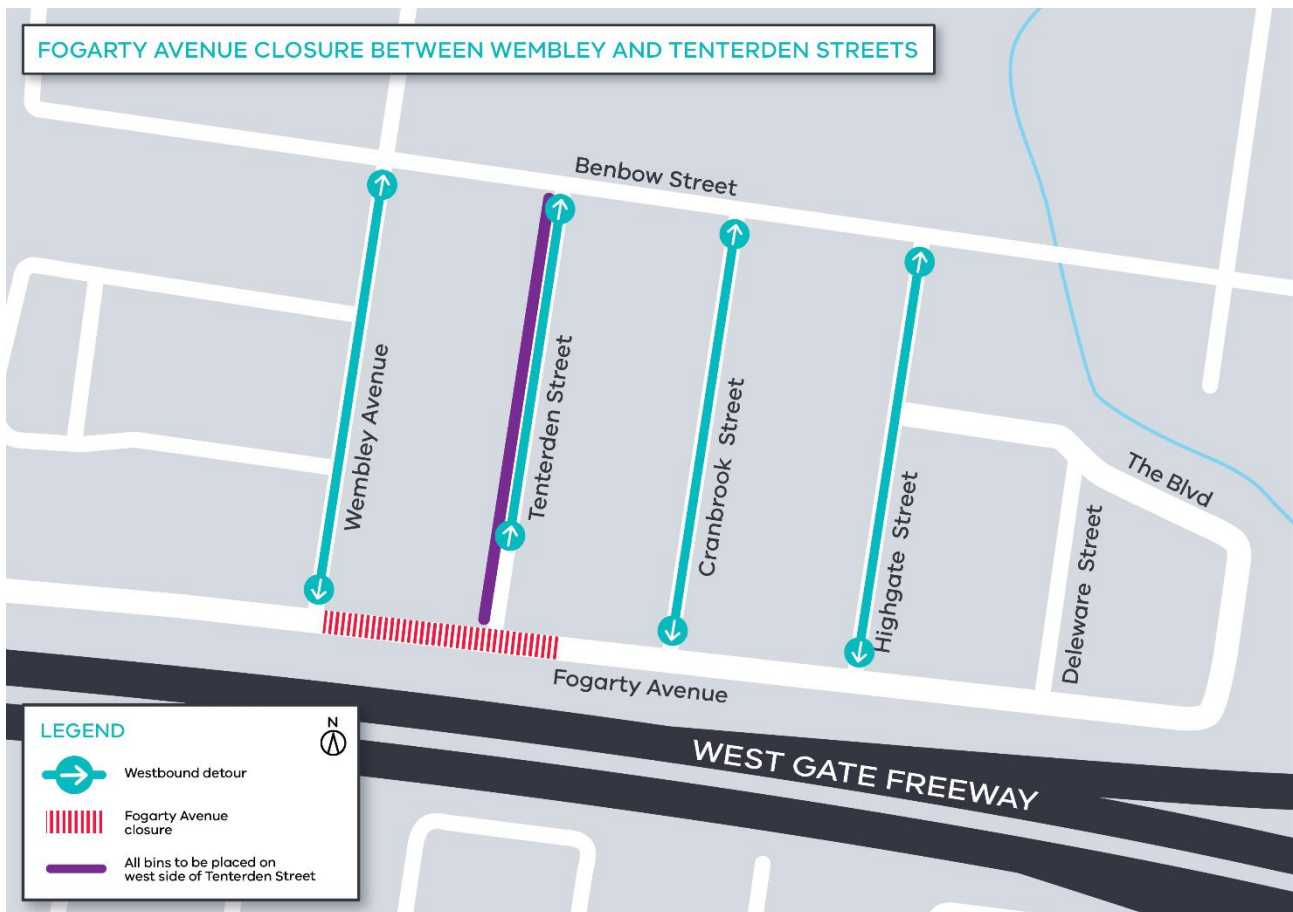 FOGARTY AVENUE CLOSURE BETWEEN WEMBLEY AND TENTERDEN STREETS
Benbow Street
Wembley Avenue
Tenterden Street
Cranbrook Street
Highgate Street
The Blvd
Deleware Street
Fogarty Avenue
WEST GATE FREEWAY
LEGEND
N
Westbound detour
Fogarty Avenue
closure
All bins to be placed on
west side of Tenterden Street